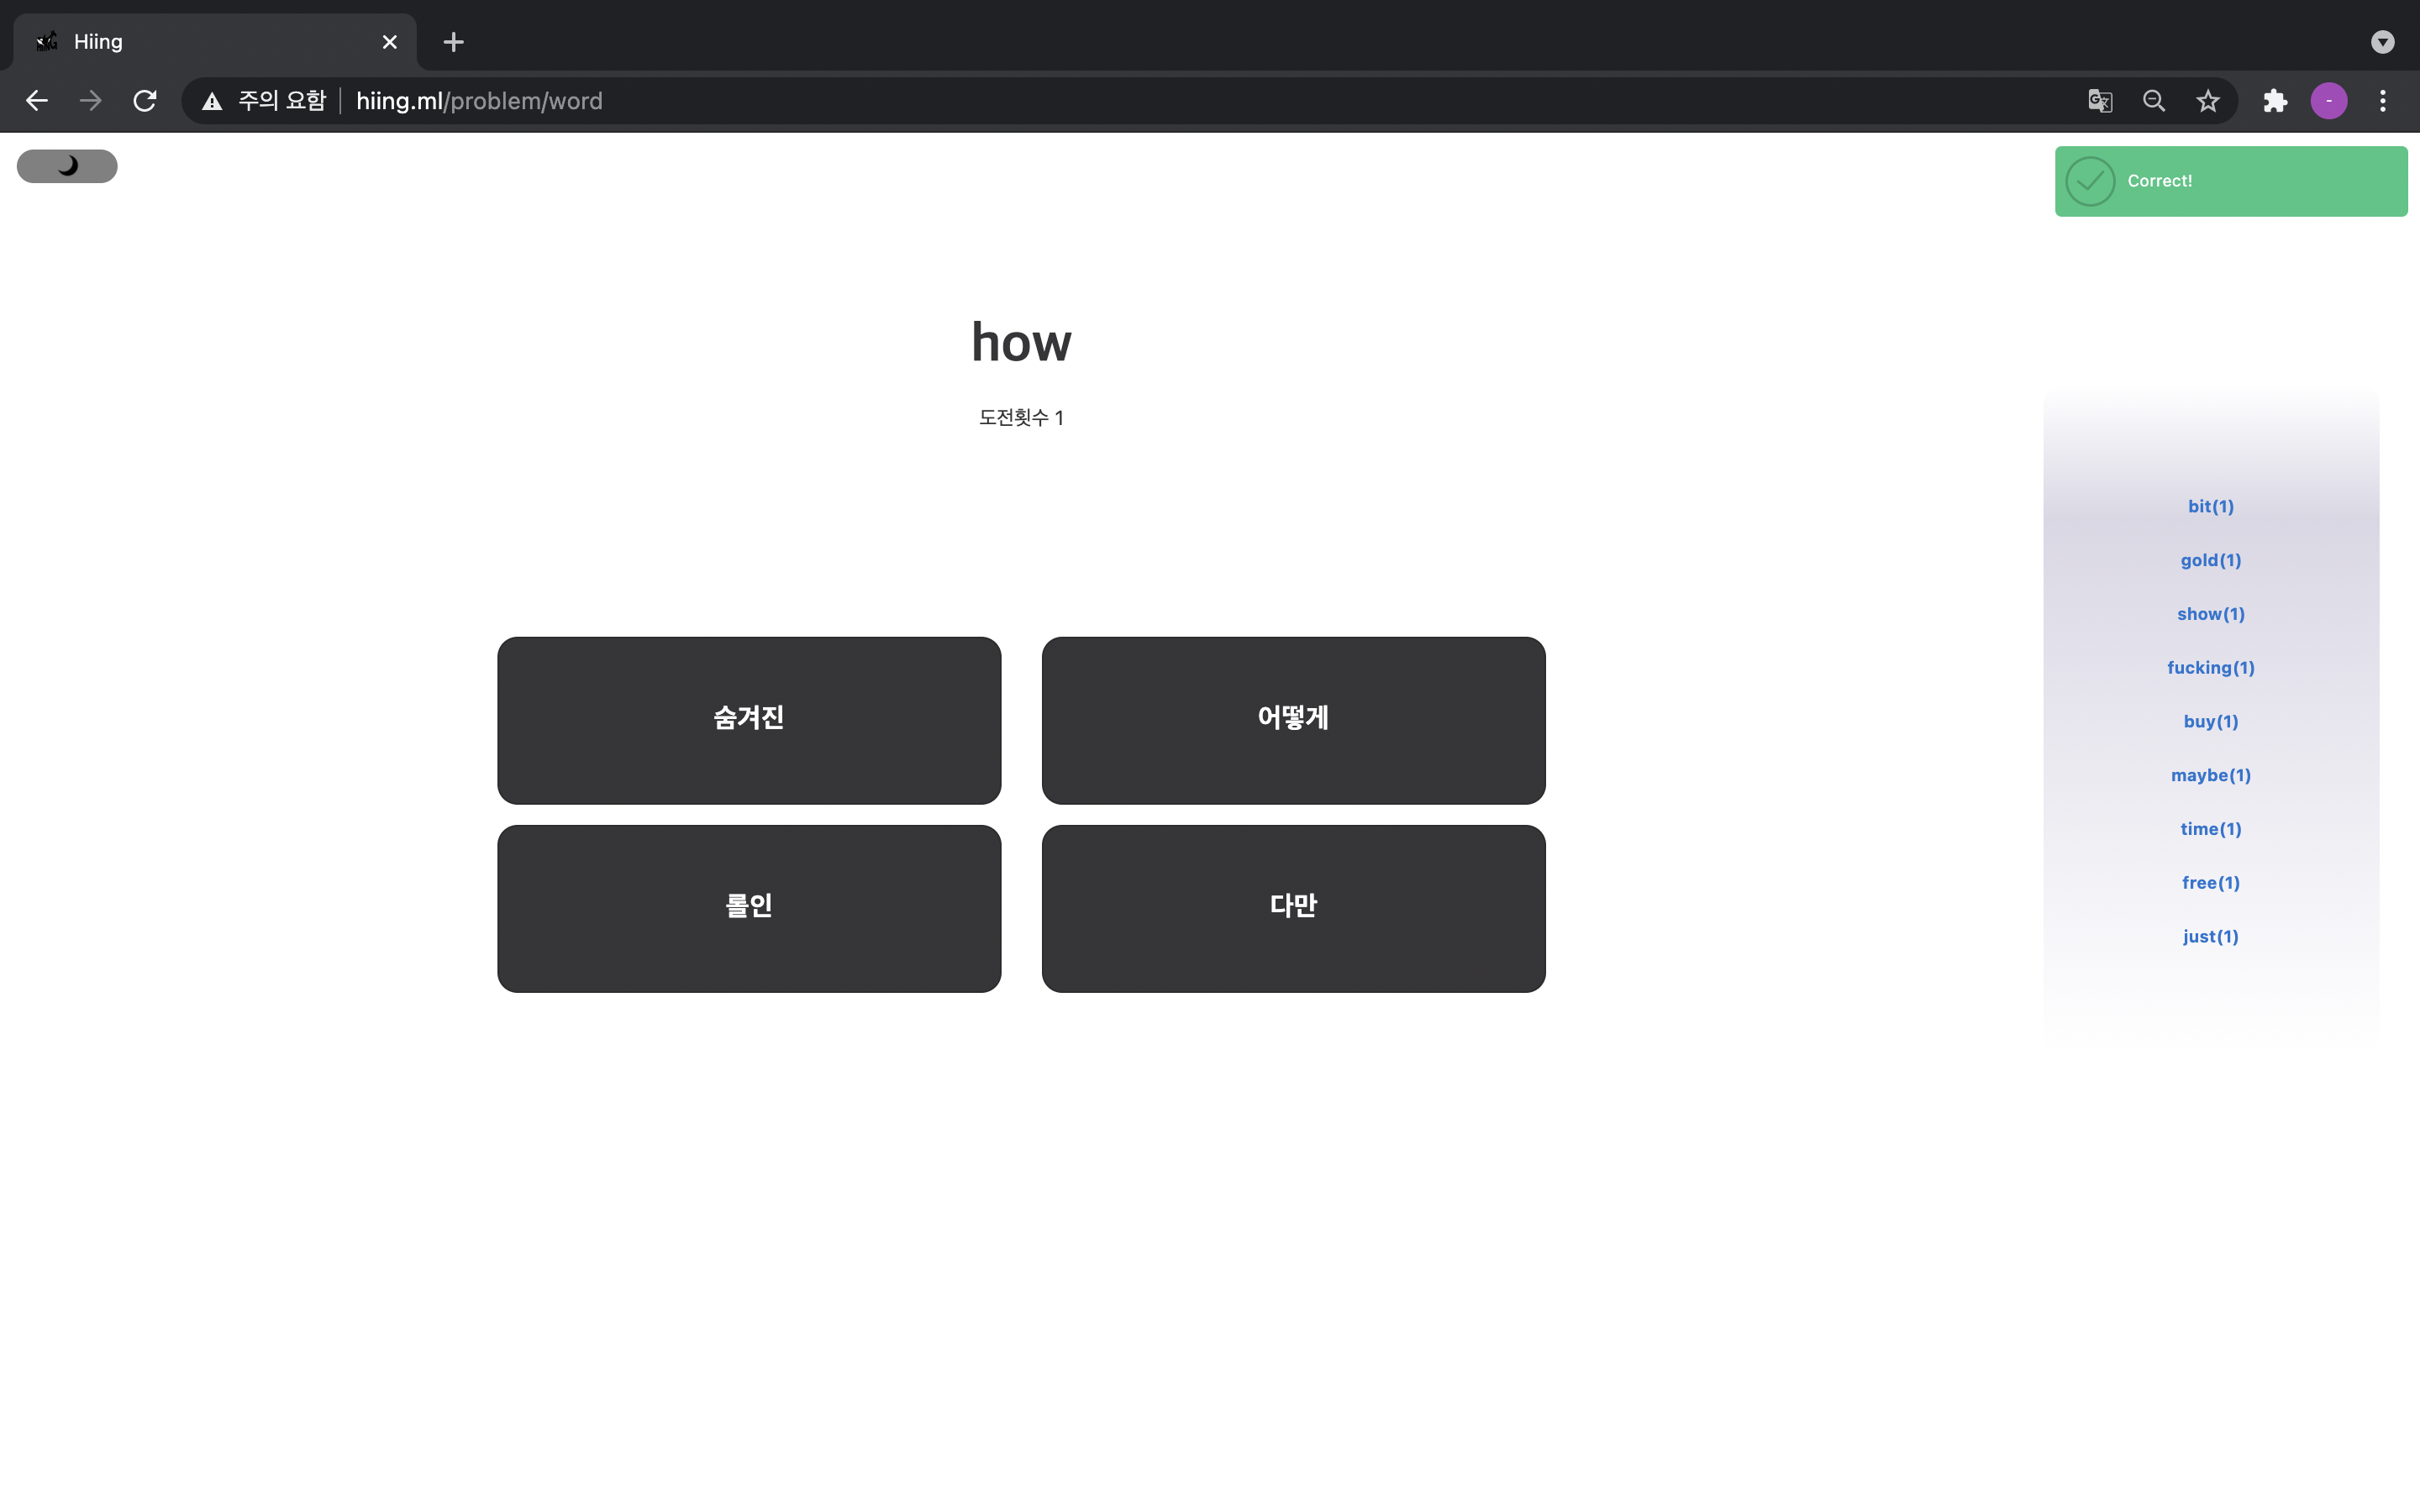 Hiing
주의 요함
hiing.ml/problem/word
Correct!
how
도전횟수 1
숨겨진
어떻게
롤인
다만
bit(1)
gold(1)
show(1)
fucking(1)
buy(1)
maybe(1)
time(1)
free(1)
just(1)